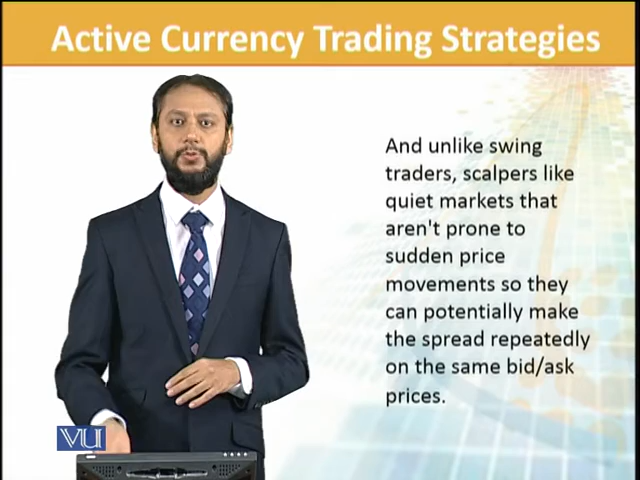 Active Currency Trading Strategies
And unlike swing
traders, scalpers like
quiet markets that
aren't prone to
sudden price
movements so they
can potentially make
the spread repeatedly
on the same bid/ask
prices.
VU